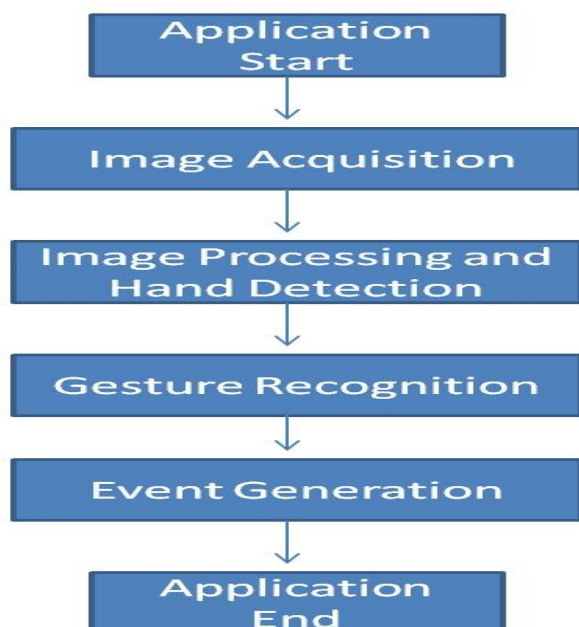 Application
Start
Image Acquisition
Image Processing and
Hand Detection
Gesture Recognition
Event Generation
Application
End